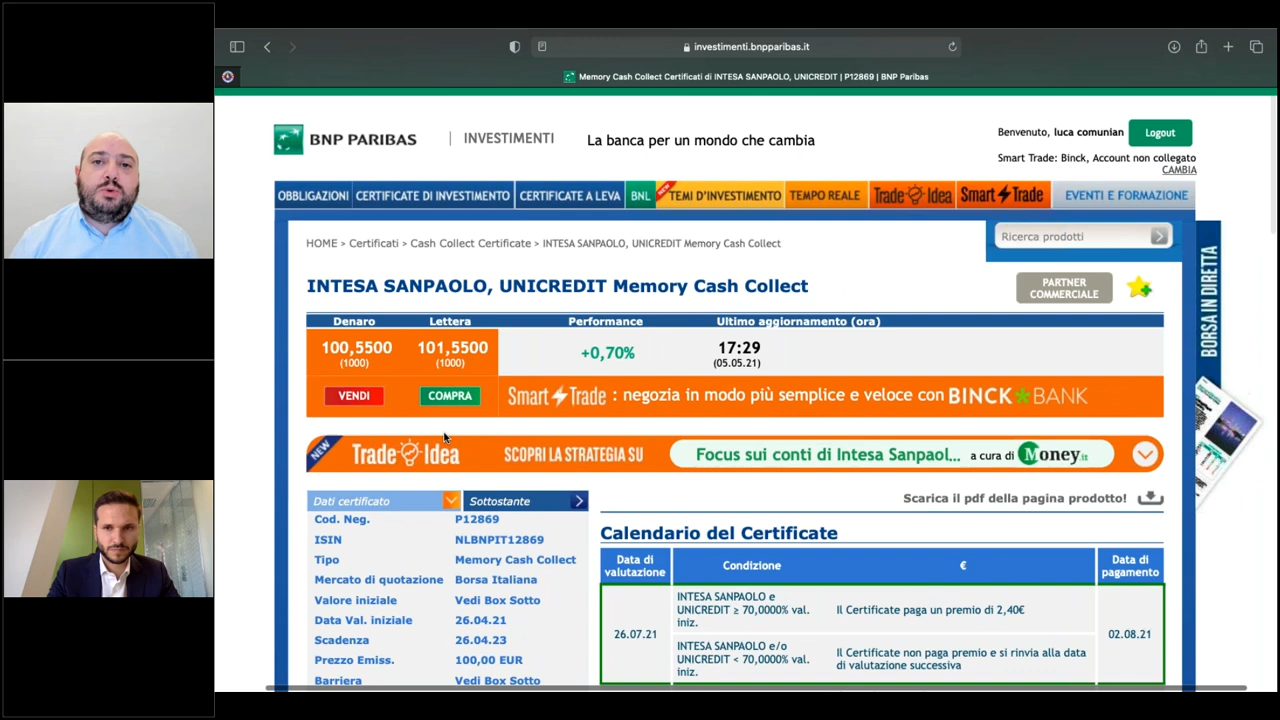 investimenti.bnpparibas.it
Memory Cash Collect Certificati di INTESA SANPAOLO, UNICREDIT | P12869 | BNP Paribas
BNP PARIBAS | INVESTIMENTI La banca per un mondo che cambia
Benvenuto, luca comunian Logout
Smart Trade: Binck, Account non collegato
CAMBIA
OBBLIGAZIONI CERTIFICATE DI INVESTIMENTO CERTIFICATE A LEVA BNL NEW TEMI D'INVESTIMENTO TEMPO REALE Trade Idea Smart Trade EVENTI E FORMAZIONE
HOME > Certificati > Cash Collect Certificate > INTESA SANPAOLO, UNICREDIT Memory Cash Collect
Ricerca prodotti
BORSA IN DIRETTA
INTESA SANPAOLO, UNICREDIT Memory Cash Collect
PARTNER
COMMERCIALE
Denaro Lettera Performance Ultimo aggiornamento (ora)
100,5500 101,5500 +0,70% 17:29
(1000) (1000) (05.05.21)
VENDI COMPRA Smart Trade : negozia in modo più semplice e veloce con BINCKBANK
NEW Trade Idea SCOPRI LA STRATEGIA SU Focus sui conti di Intesa Sanpaol... a cura di Money.it
Dati certificato Sottostante
Scarica il pdf della pagina prodotto!
Cod. Neg. P12869
ISIN NLBNPIT12869
Tipo Memory Cash Collect
Mercato di quotazione Borsa Italiana
Valore iniziale Vedi Box Sotto
Data Val. iniziale 26.04.21
Scadenza 26.04.23
Prezzo Emiss. 100,00 EUR
Barriera Vedi Box Sotto
Calendario del Certificate
Data di
valutazione
Condizione
€
Data di
pagamento
26.07.21
INTESA SANPAOLO e
UNICREDIT ≥ 70,0000% val.
iniz.
Il Certificate paga un premio di 2,40€
INTESA SANPAOLO e/o
UNICREDIT < 70,0000% val.
iniz.
Il Certificate non paga premio e si rinvia alla data
di valutazione successiva
02.08.21